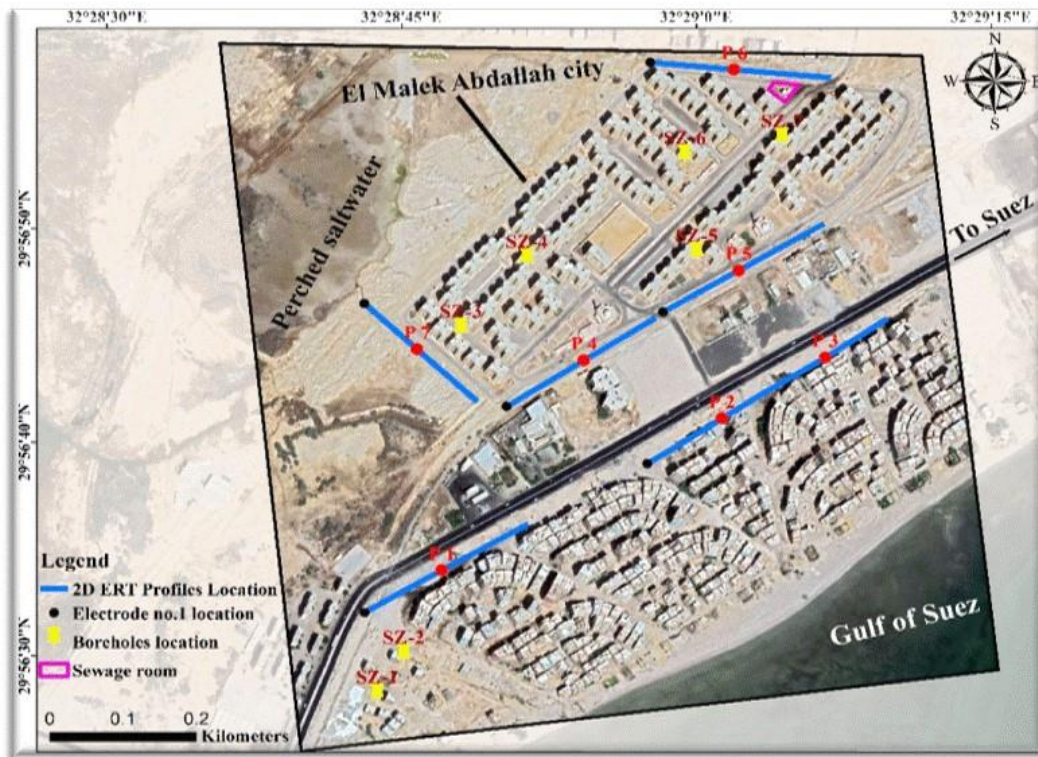 32°28'30"E 32°28'45"E 32°29'0"E 32°29'15"E
N
W E
S
P 6
El Malek Abdallah city
SZ-6
Perched saltwater
29°56'50"N
SZ-5
To Suez
SZ-4
P 5
SZ-3
P 7
P 4
P 3
P 2
29°56'40"N
Legend
2D ERT Profiles Location
Electrode no.1 location
Boreholes location
Sewage room
Gulf of Suez
SZ-2
29°56'30"N
SZ-1
0 0.1 0.2
Kilometers